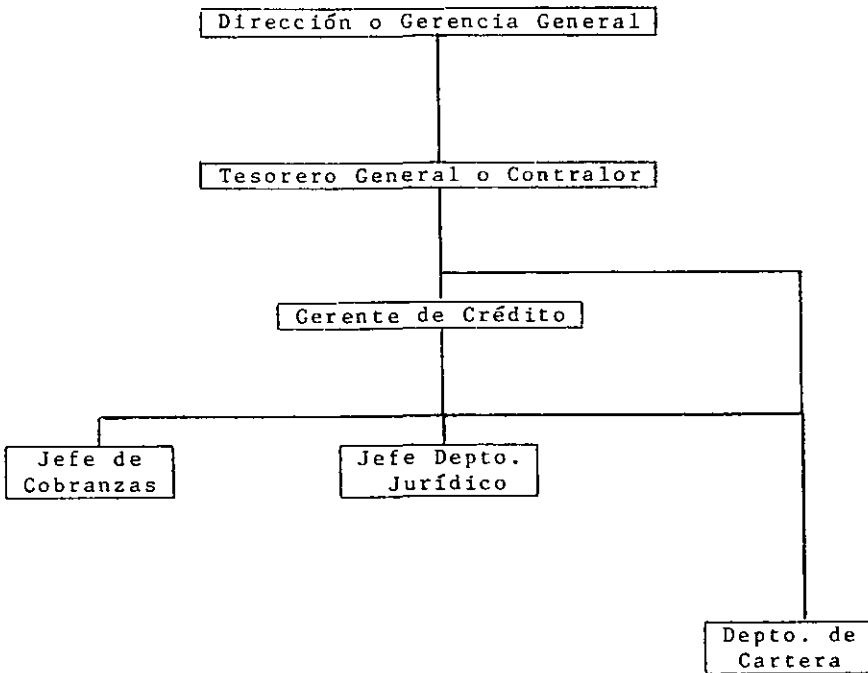 Dirección o Gerencia General
Tesorero General o Contralor
Gerente de Crédito
Jefe de
Cobranzas
Jefe Depto.
Jurídico
Depto. de
Cartera